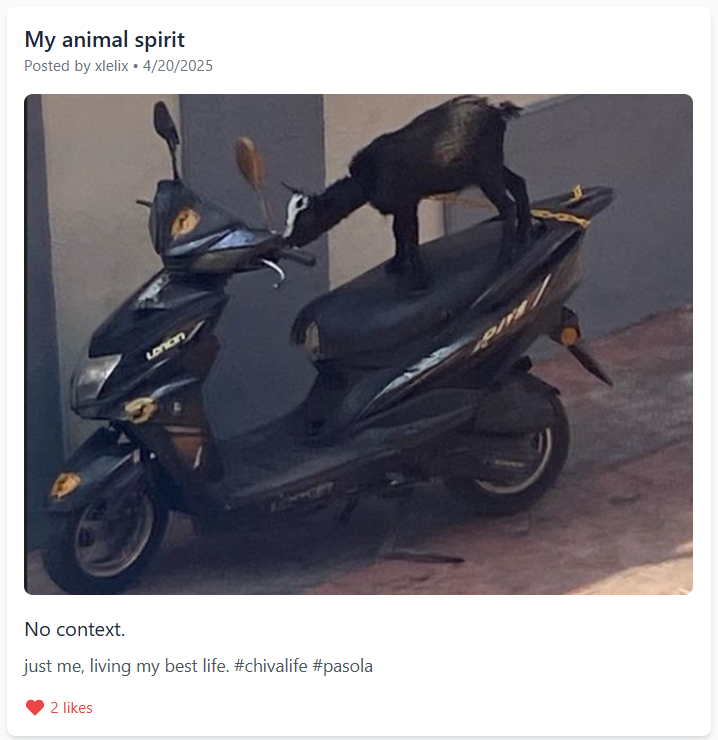 My animal spirit
Posted by xlelix • 4/20/2025
LONCIN
No context.
just me, living my best life. #chivalife #pasola
2 likes